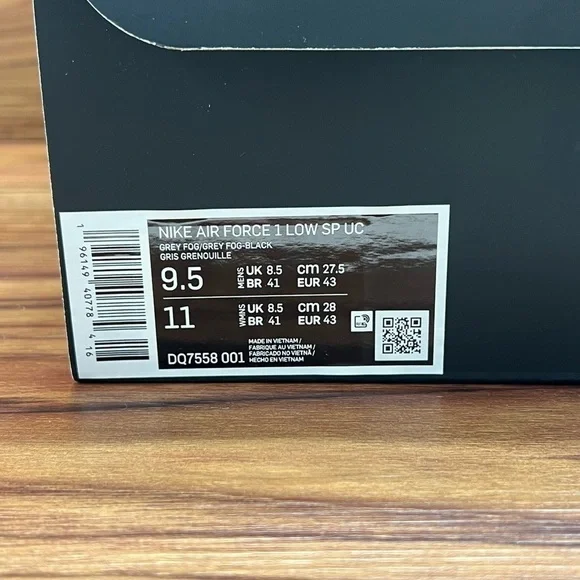 1 96149 40778 4 16
NIKE AIR FORCE 1 LOW SP UC
GREY FOG/GREY FOG-BLACK
GRIS GRENOUILLE
9.5 MENS UK 8.5 CM 27.5
BR 41 EUR 43
11 WMNS UK 8.5 CM 28
BR 41 EUR 43
DQ7558 001
MADE IN VIETNAM /
FABRIQUE AU VIETNAM /
FABRICADO NO VIETNÃ /
HECHO EN VIETNAM